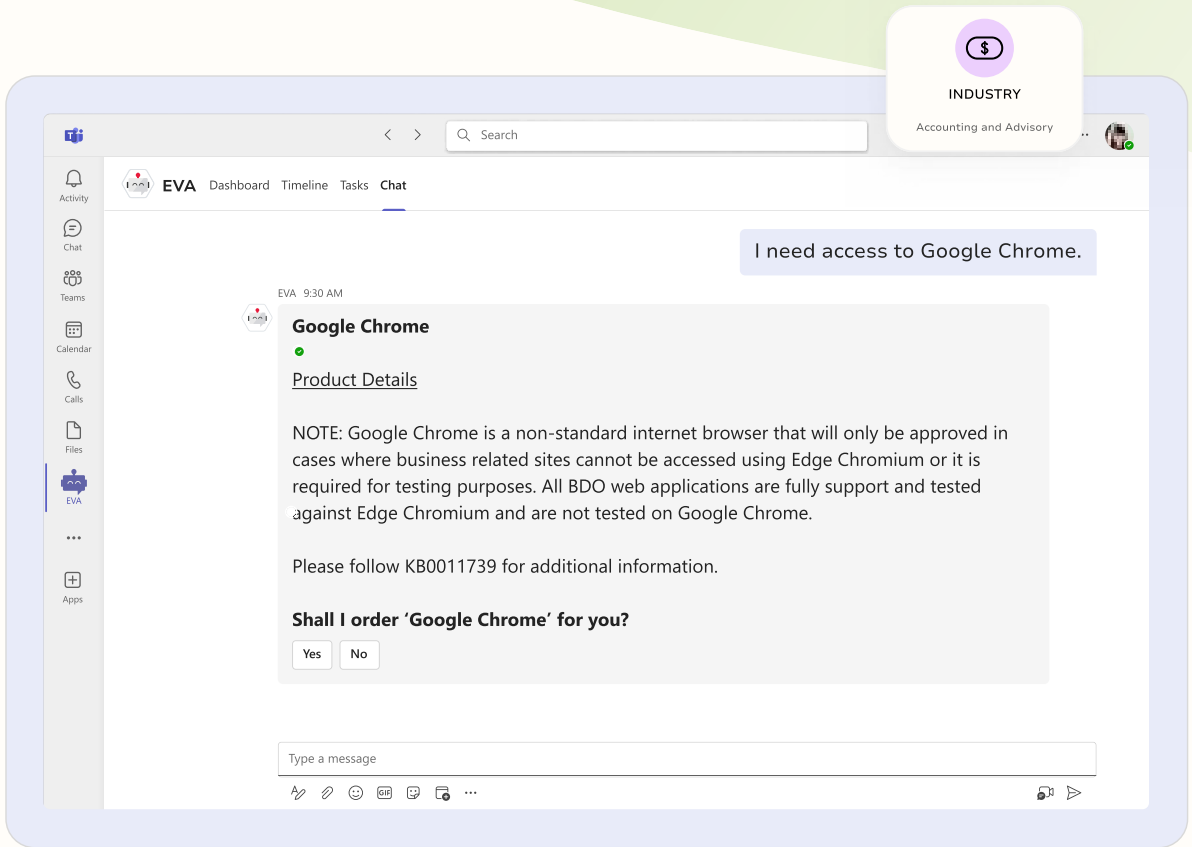 $
INDUSTRY
Accounting and Advisory
Search
EVA Dashboard Timeline Tasks Chat
Activity
Chat
Teams
Calendar
Calls
Files
EVA
Apps
I need access to Google Chrome.
EVA 9:30 AM
Google Chrome
Product Details
NOTE: Google Chrome is a non-standard internet browser that will only be approved in
cases where business related sites cannot be accessed using Edge Chromium or it is
required for testing purposes. All BDO web applications are fully support and tested
against Edge Chromium and are not tested on Google Chrome.
Please follow KB0011739 for additional information.
Shall I order ‘Google Chrome’ for you?
Yes No
Type a message
GIF